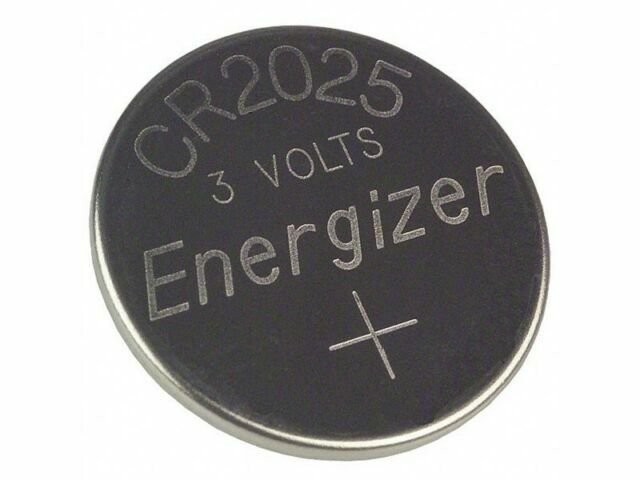 CR2025
3 VOLTS
Energizer
+